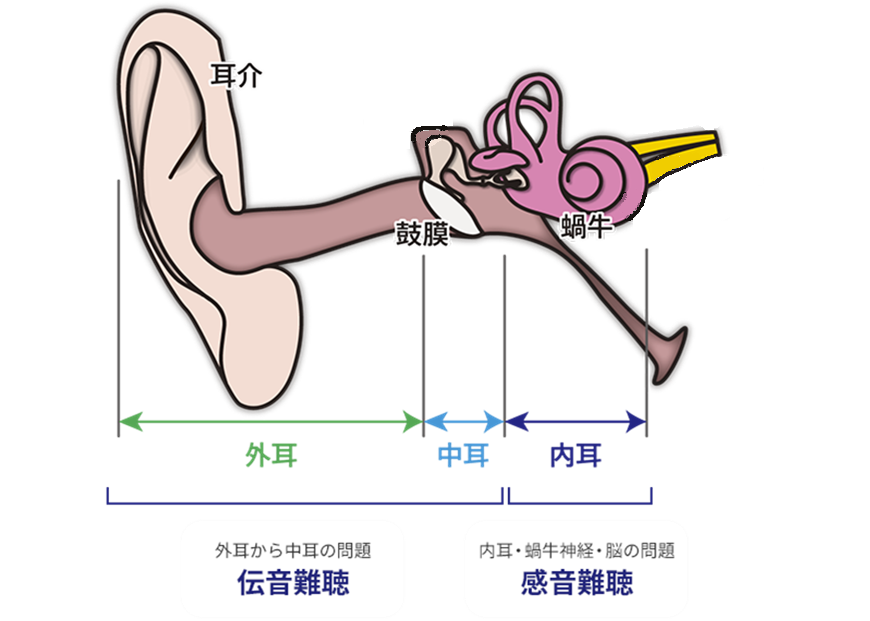 耳介
鼓膜
蝸牛
外耳
中耳
内耳
外耳から中耳の問題
伝音難聴
内耳・蝸牛神経・脳の問題
感音難聴